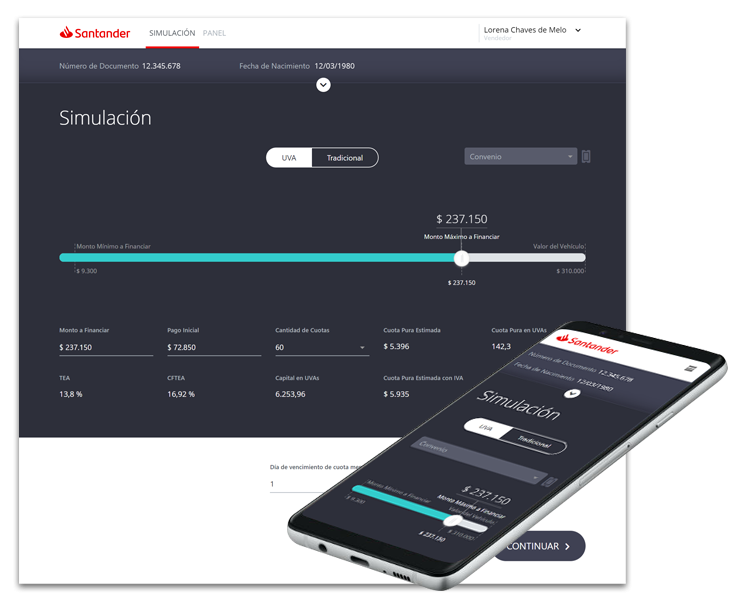 Santander SIMULACIÓN PANEL Lorena Chaves de Melo
Vendedor
Número de Documento 12.345.678 Fecha de Nacimiento 12/03/1980
Simulación
UVA Tradicional Convenio
$ 237.150
Monto Máximo a Financiar
Monto Mínimo a Financiar Valor del Vehículo
$ 9.300 $ 310.000
$ 237.150
Monto a Financiar Pago Inicial Cantidad de Cuotas Cuota Pura Estimada Cuota Pura en UVAs
$ 237.150 $ 72.850 60 $ 5.396 142,3
TEA CFTEA Capital en UVAs Cuota Pura Estimada con IVA
13,8 % 16,92 % 6.253,96 $ 5.935
Día de vencimiento de cuota
1
CONTINUAR
Santander
Número de Documento 12.345.678
Fecha de Nacimiento 12/03/1980
Simulación
UVA Tradicional
Convenio
$ 237.150
Monto Máximo a Financiar
Monto Mínimo a Financiar Valor del Vehículo
$ 9.300 $ 310.000
$ 237.150